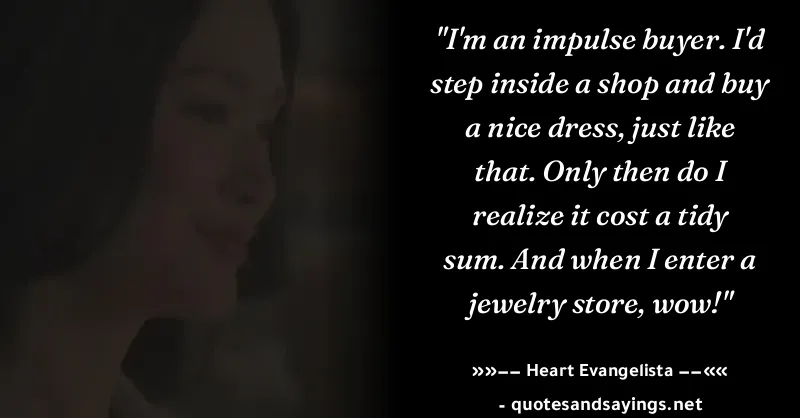 "I'm an impulse buyer. I'd
step inside a shop and buy
a nice dress, just like
that. Only then do I
realize it cost a tidy
sum. And when I enter a
jewelry store, wow!"
»»-- Heart Evangelista --««
- quotesandsayings.net